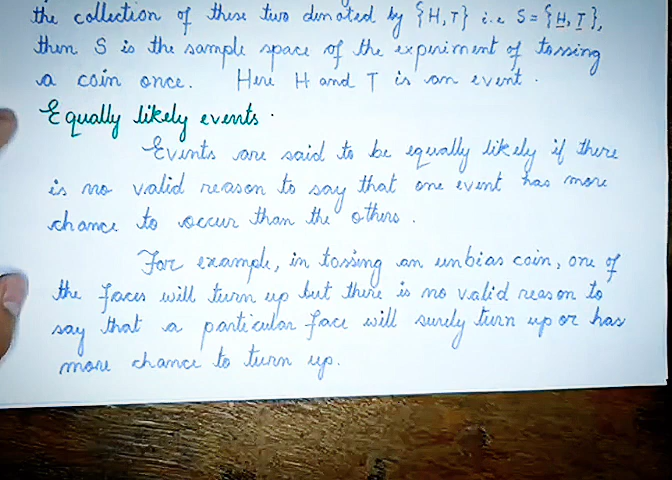 the collection of these two denoted by {H,T} i.e S = {H, T},
then S is the sample space of the experiment of tossing
a coin once. Here H and T is an event.
Equally likely events.
Events are said to be equally likely if there
is no valid reason to say that one event has more
chance to occur than the others.
For example, in tossing an unbias coin, one of
the faces will turn up but there is no valid reason to
say that a particular face will surely turn up or has
more chance to turn up.